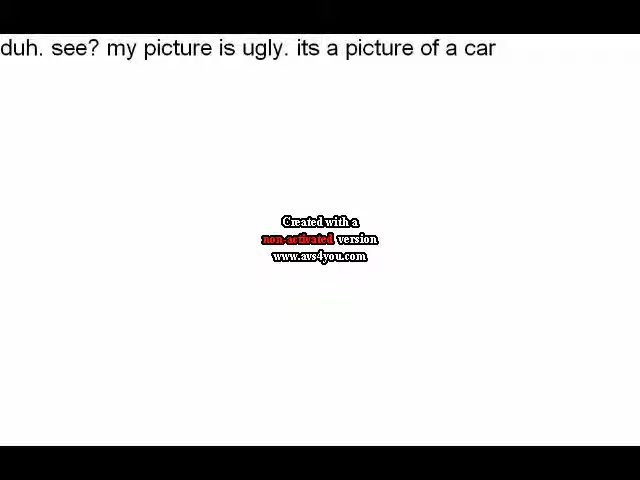 duh. see? my picture is ugly. its a picture of a car
Created with a
non-activated version
www.avs4you.com